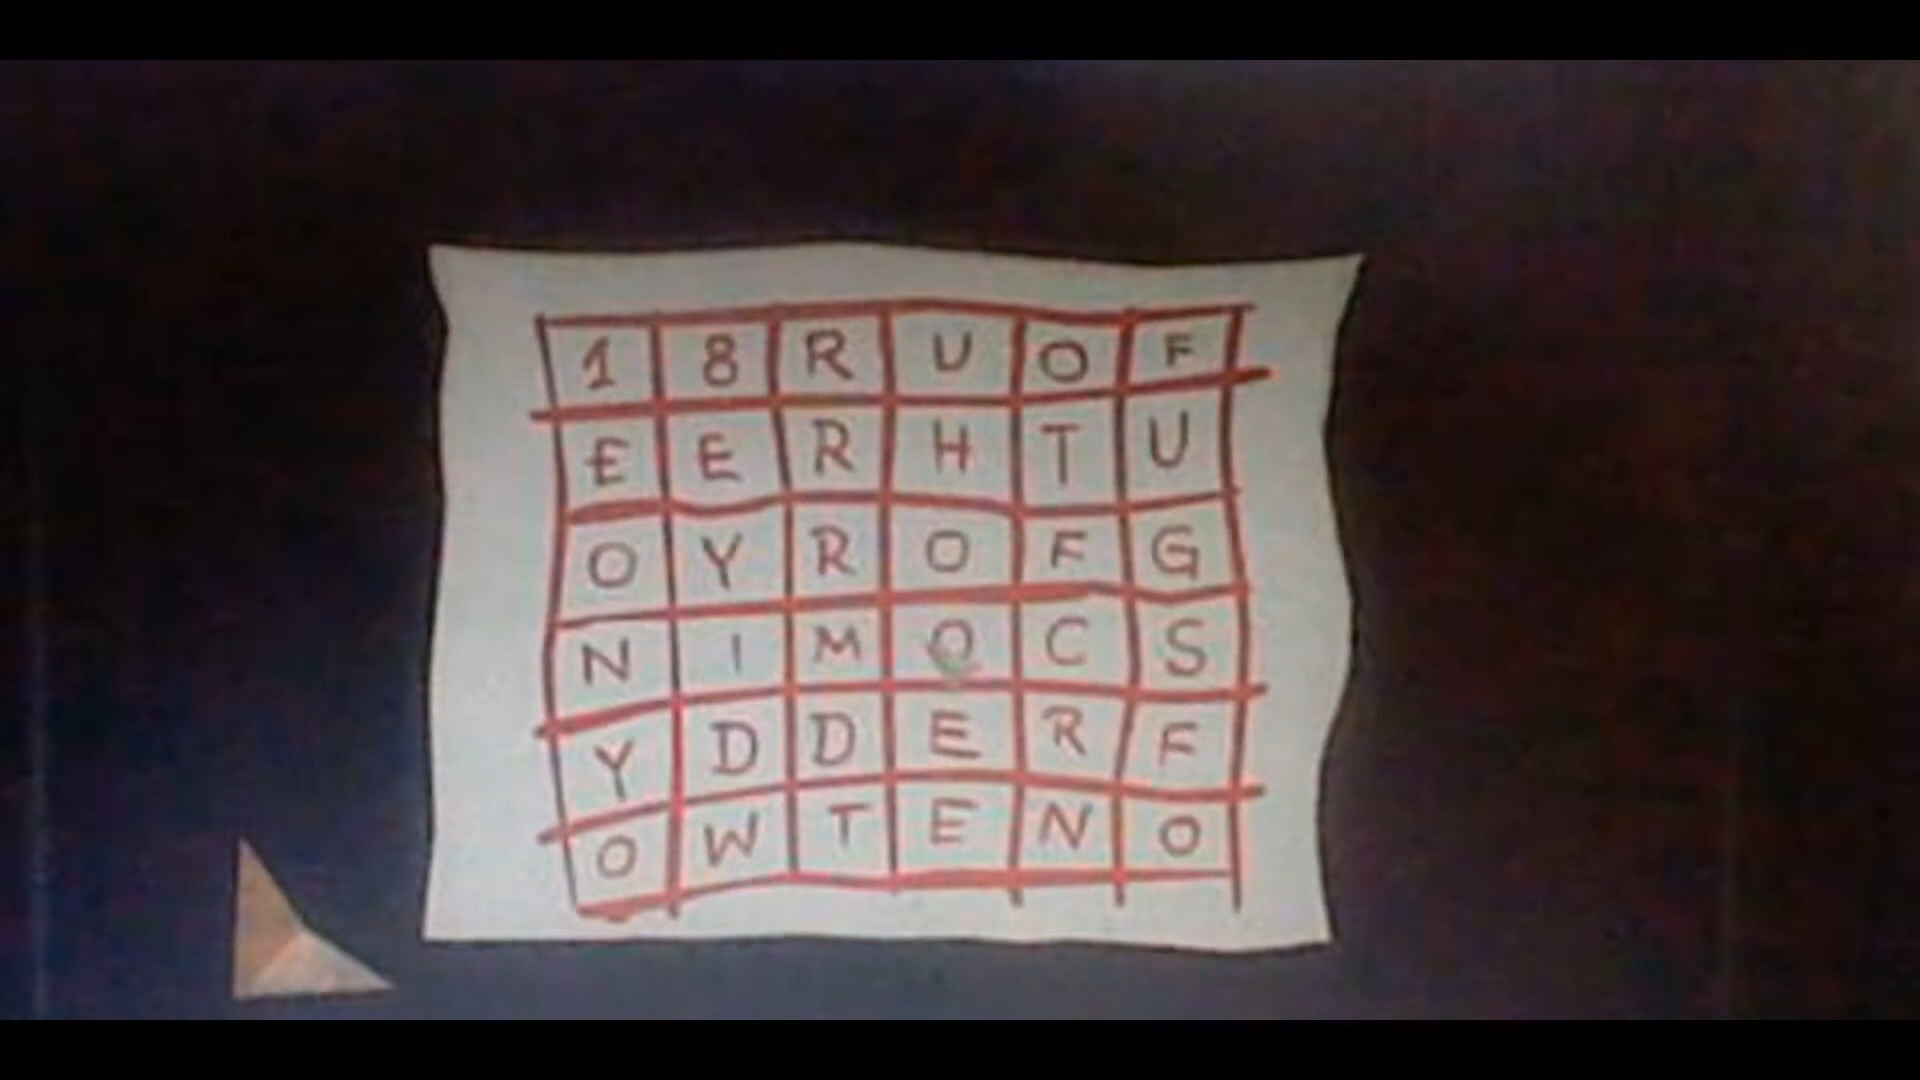 1 8 R U O F
E E R H T U
O Y R O F G
N I M O C S
Y D D E R F
O W T E N O